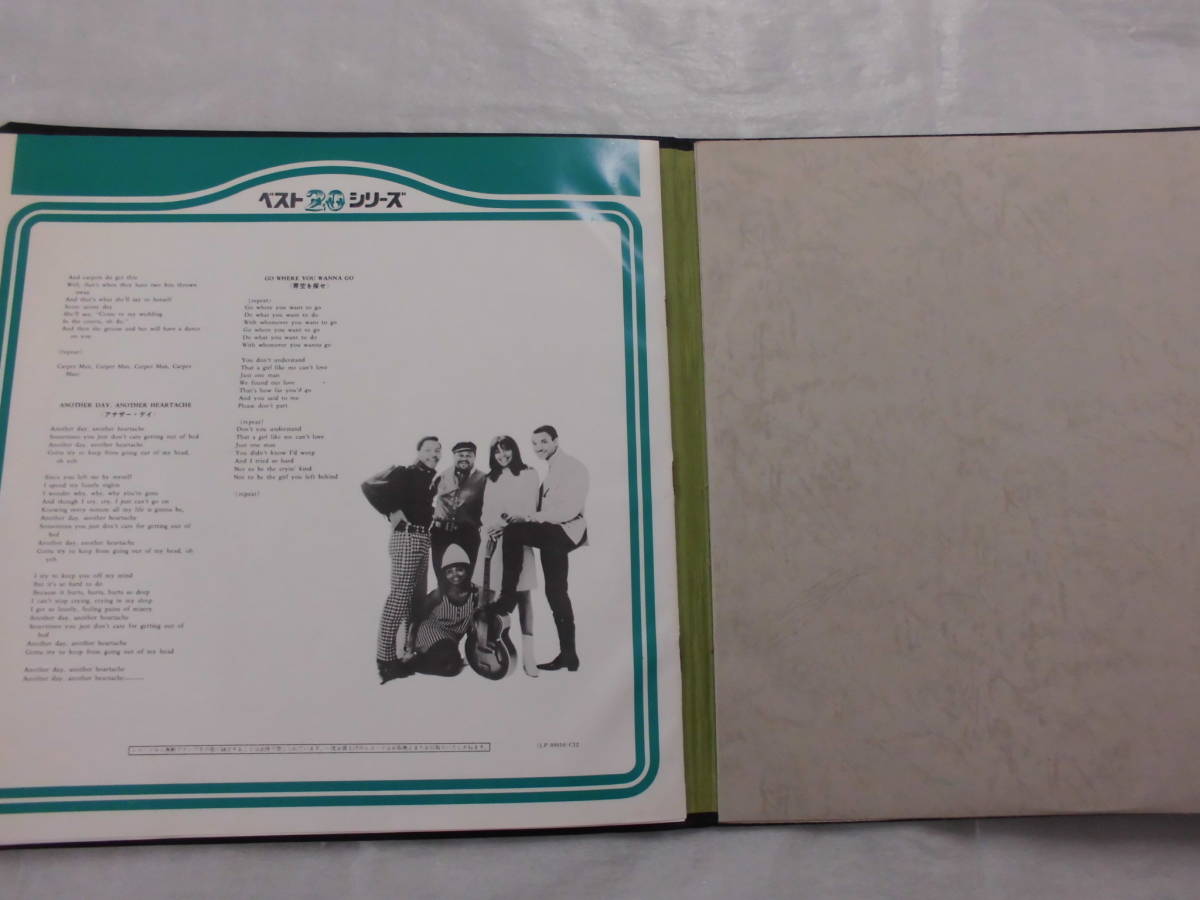 ベスト20シリーズ
And carpets do get thin
Well, that's when they have two bits thrown
away
And that's what she'll say to herself
Some sunny day
She'll say, "Come to my wedding
And then the groom and her will have a dance
(repeat)
Carpet Man, Carpet Man, Carpet Man, Carpet
Man.
ANOTHER DAY, ANOTHER HEARTACHE
(アナザー・デイ)
Another day, another heartache
Sometimes you just don't care getting out of bed
Another day, another heartache
Gotta try to keep from going out of my head,
oh yeh
Since you left me by myself
I spend my lonely nights
I wonder why, why, why you're gone
And though I try, try, I just can't go on
Knowing every minute all my life is gonna be,
Another day, another heartache
Sometimes you just don't care for getting out of
bed
Another day, another heartache
Gotta try to keep from going out of my head, oh
yeh
I try to keep you off my mind
But it's so hard to do
Because it hurts, hurts, hurts so deep
I can't stop crying, crying in my sleep
I get so lonely, feeling pains of misery
Another day, another heartache
Sometimes you just don't care for getting out of
bed
Another day, another heartache
Gotta try to keep from going out of my head
Another day, another heartache
Another day, another heartache——
GO WHERE YOU WANNA GO
(青空を探せ)
(repeat)
Go where you want to go
Do what you want to do
With whomever you want to go
Go where you want to go
Do what you want to do
With whomever you wanna go
You don't understand
That a girl like me can't love
Just one man
We found our love
That's how far you'd go
And you said to me
Please don't part
(repeat)
Don't you understand
That a girl like me can't love
Just one man
You didn't know I'd weep
And I tried so hard
Not to be the cryin' kind
Not to be the girl you left behind
(repeat)